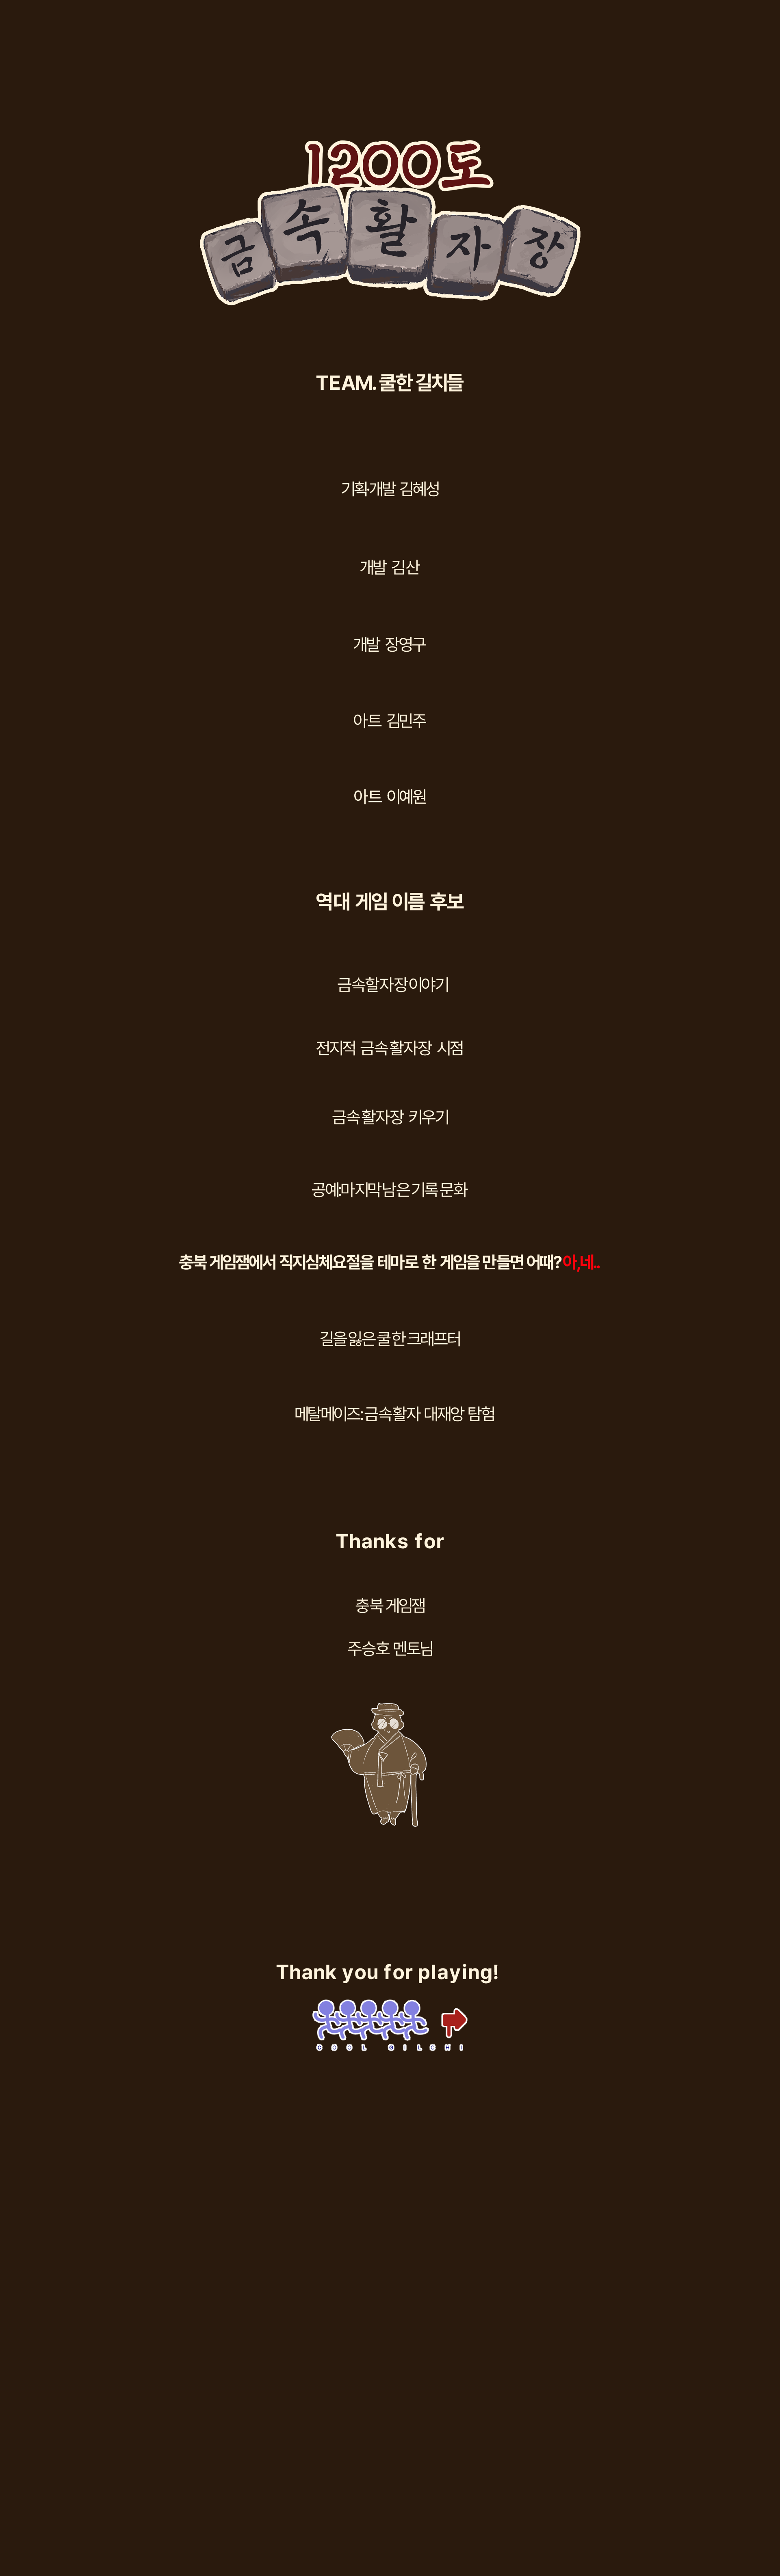 1200도
금속활자장
TEAM. 쿨한 길치들
기획·개발 김혜성
개발 김산
개발 장영구
아트 김민주
아트 이예원
역대 게임 이름 후보
금속할자장이야기
전지적 금속활자장 시점
금속활자장 키우기
공예:마지막 남은 기록 문화
충북 게임잼에서 직지심체요절을 테마로 한 게임을 만들면 어때? 아,네..
길을 잃은 쿨한 크래프터
메탈메이즈:금속활자 대재앙 탐험
Thanks for
충북 게임잼
주승호 멘토님
Thank you for playing!
COOL GILCHI